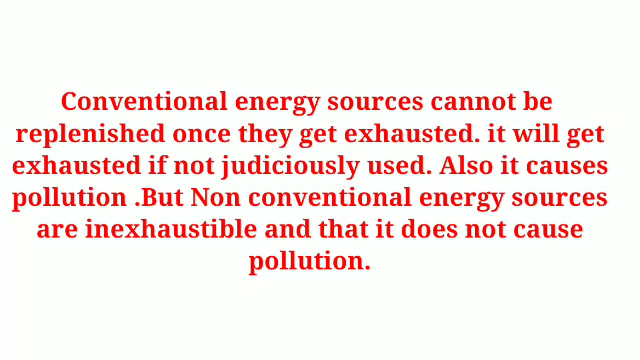 Conventional energy sources cannot be
replenished once they get exhausted. it will get
exhausted if not judiciously used. Also it causes
pollution .But Non conventional energy sources
are inexhaustible and that it does not cause
pollution.